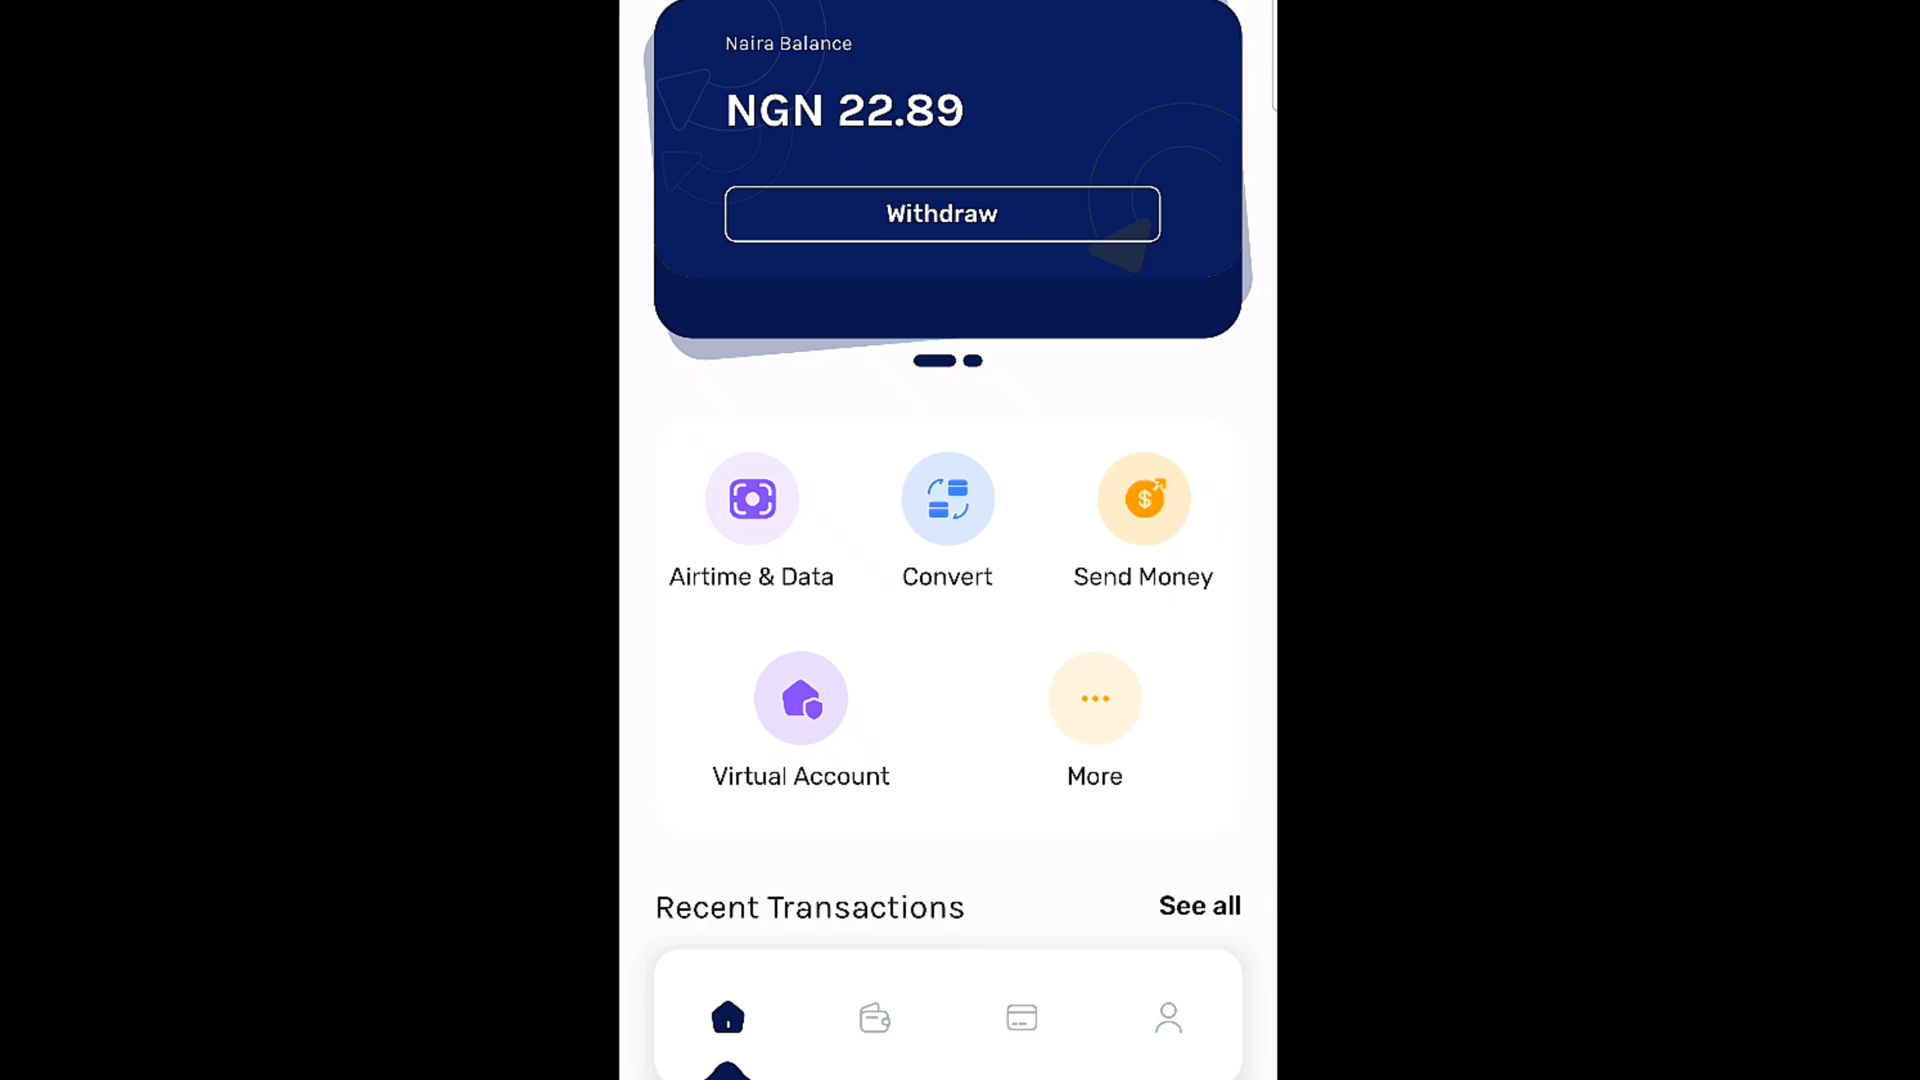 Naira Balance
NGN 22.89
Withdraw
Airtime & Data
Convert
Send Money
Virtual Account
More
Recent Transactions
See all